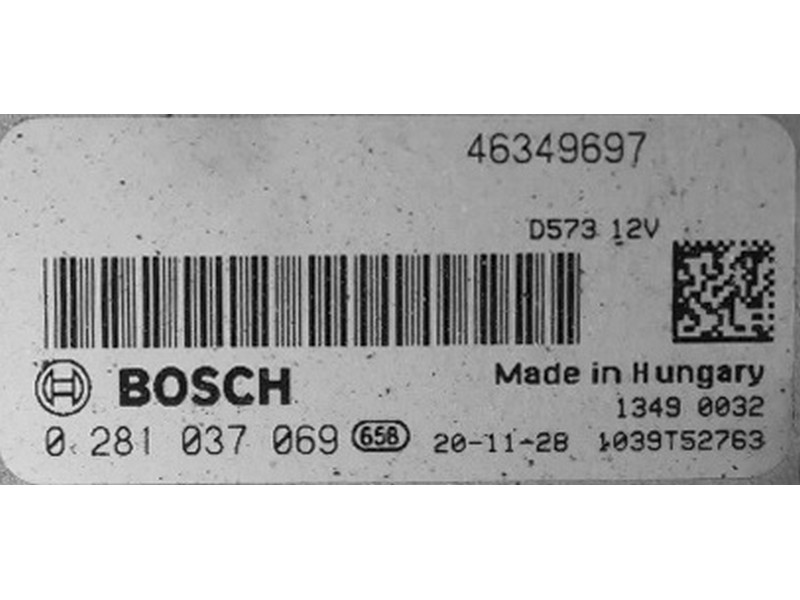 46349697
D573 12V
BOSCH
Made in Hungary
1349 0032
0 281 037 069 658 20-11-28 1039T52763